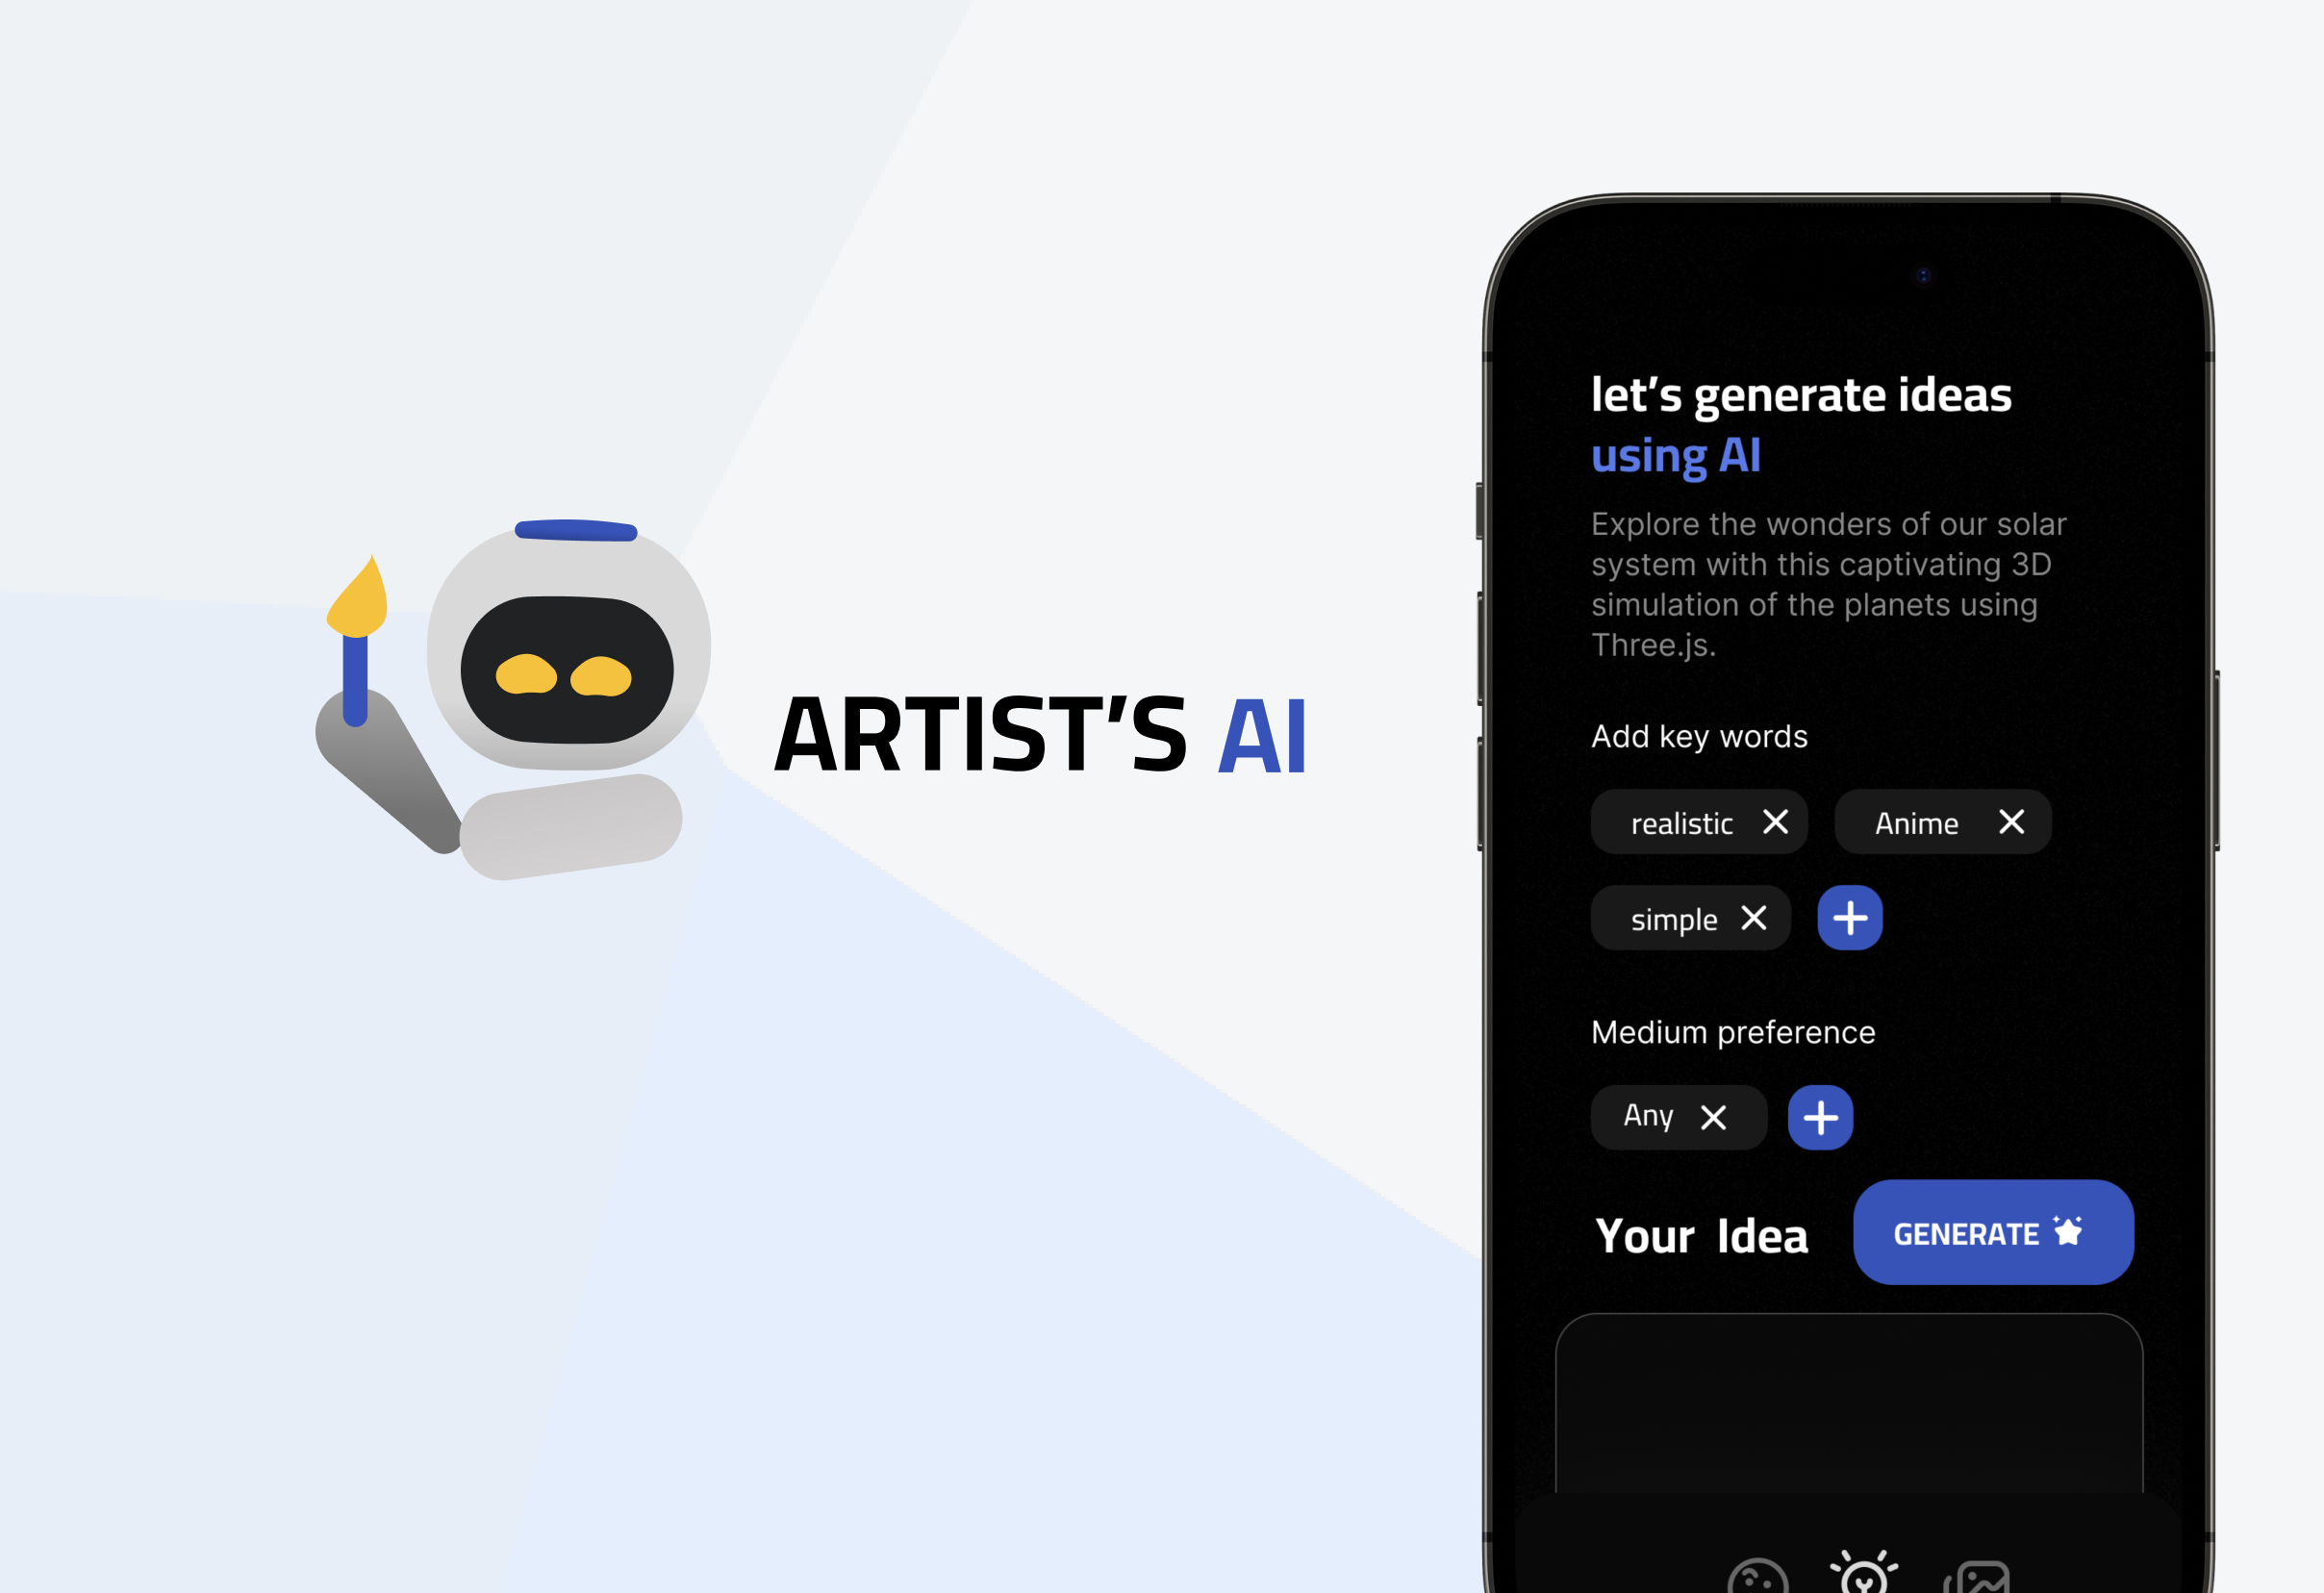 ARTIST’S AI
let’s generate ideas
using AI
Explore the wonders of our solar
system with this captivating 3D
simulation of the planets using
Three.js.
Add key words
realistic
Anime
simple
Medium preference
Any
Your Idea
GENERATE